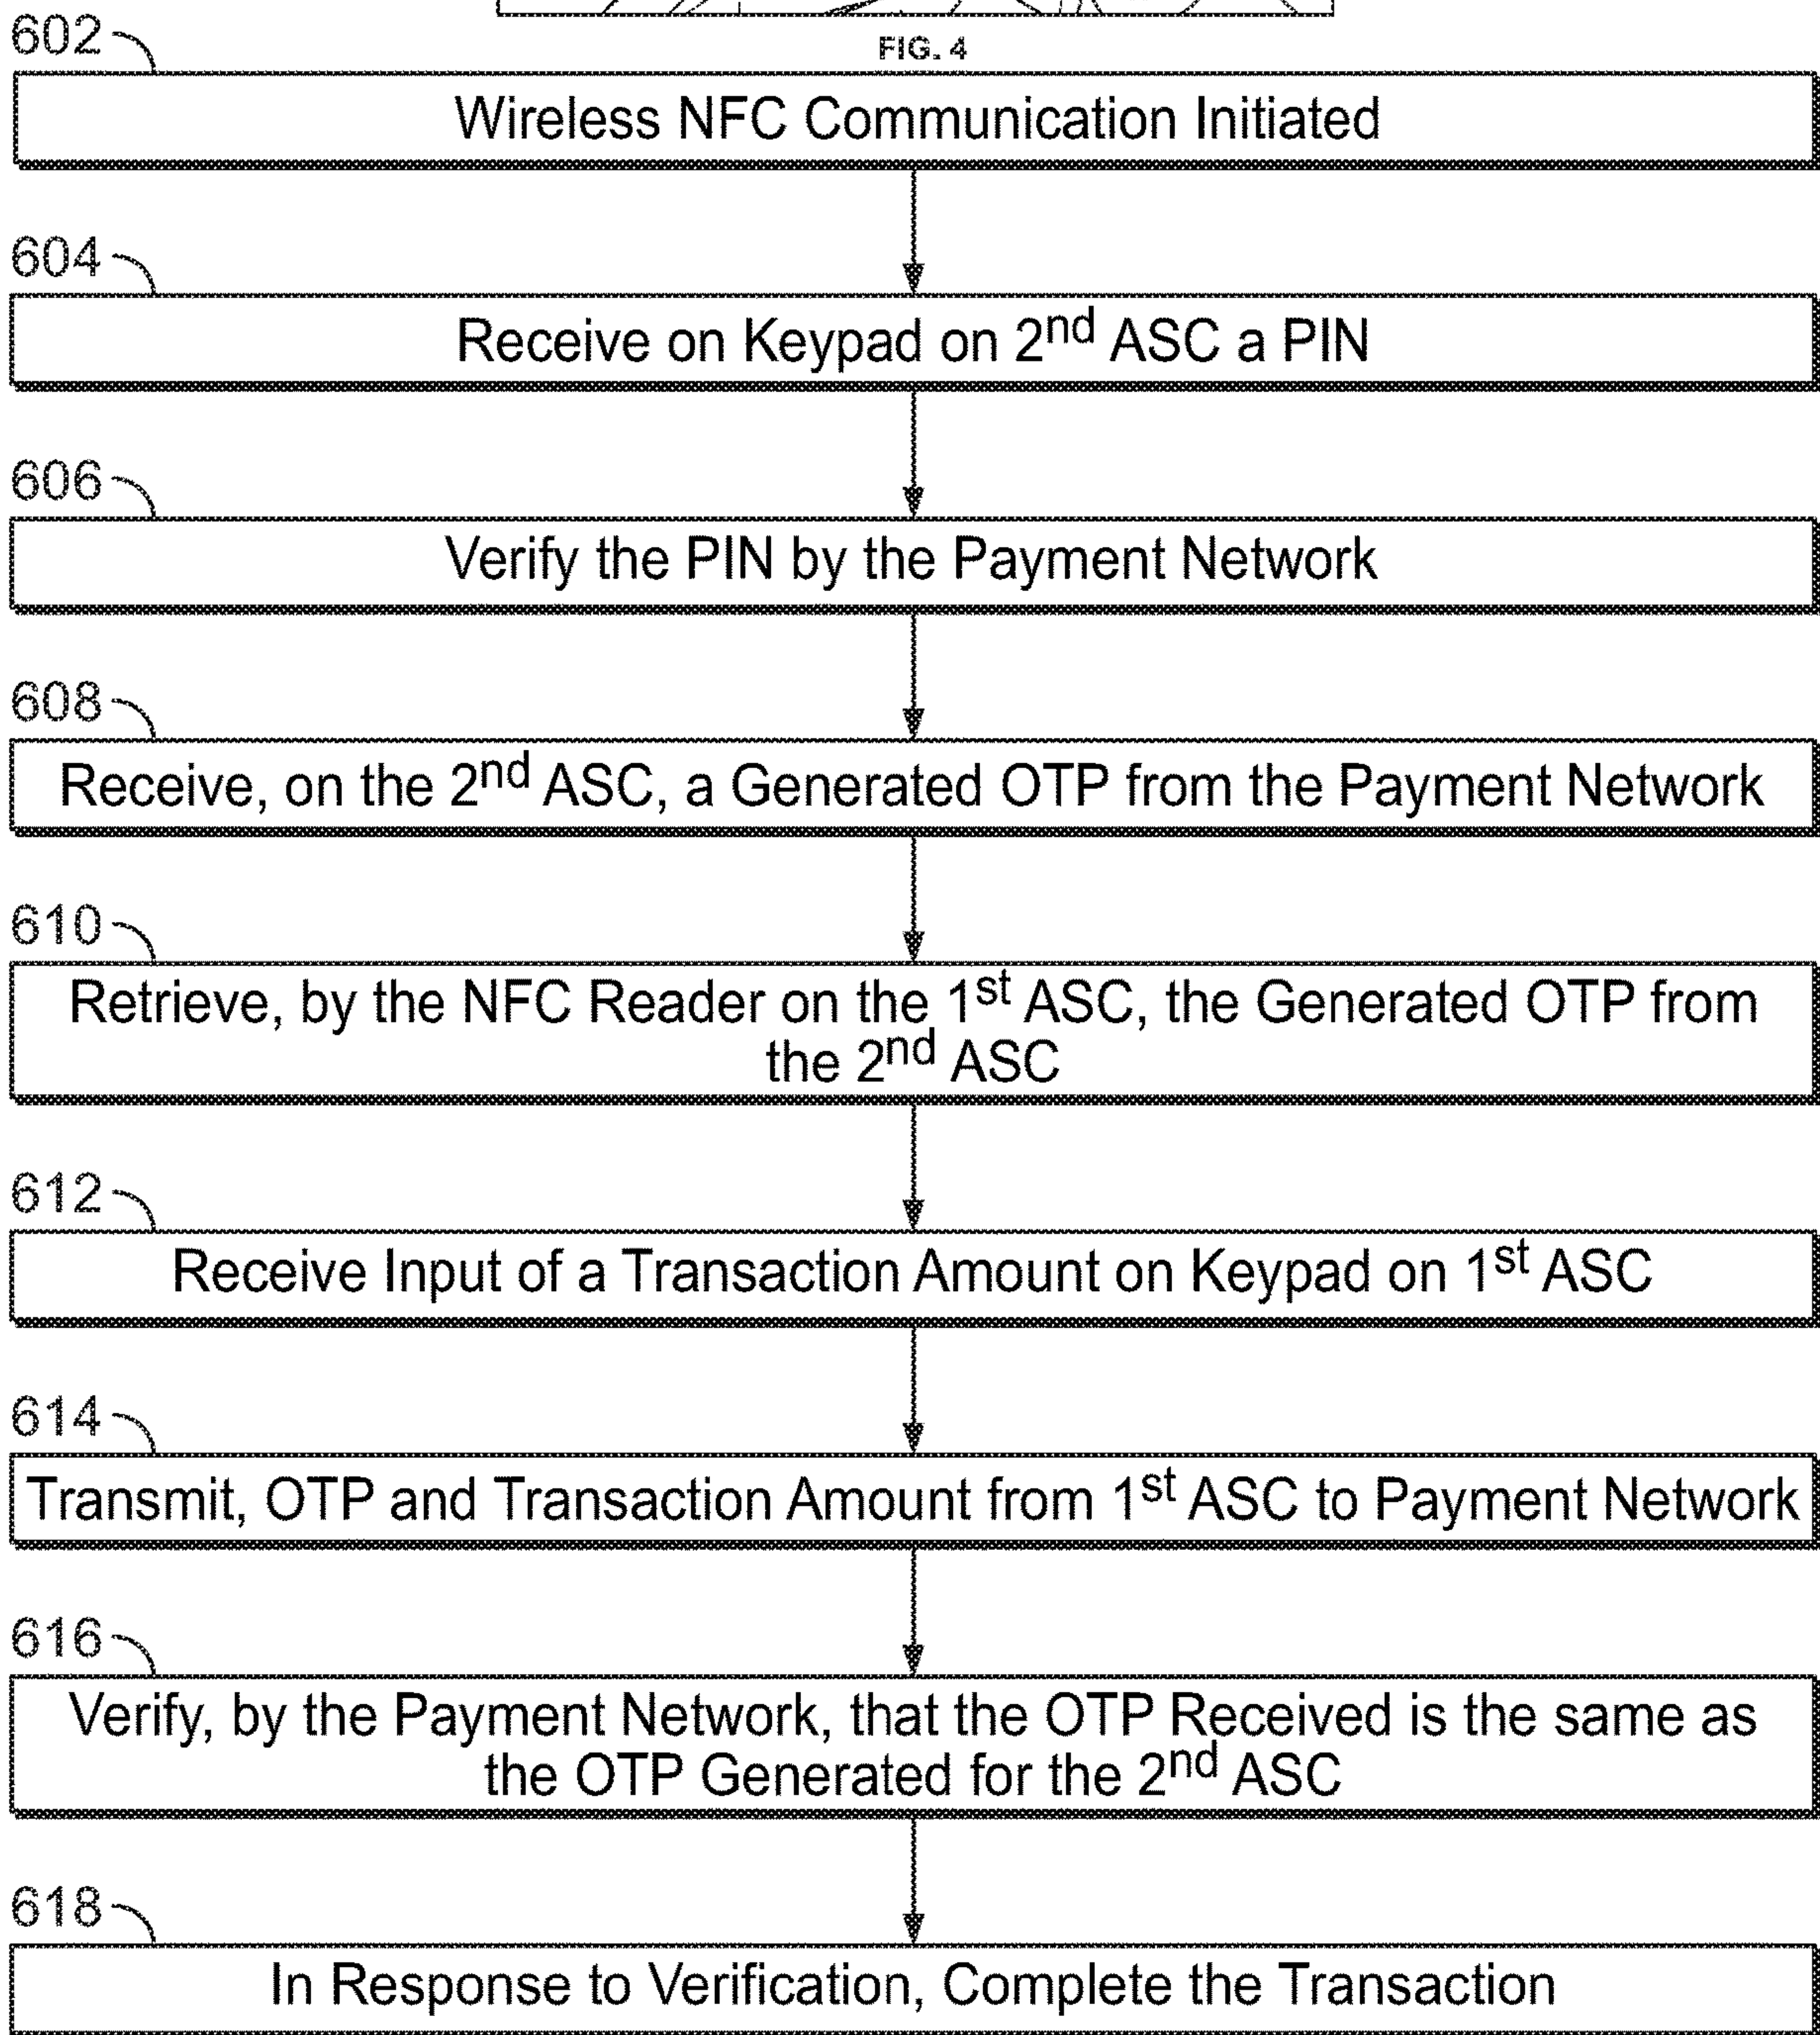 602
FIG. 4
Wireless NFC Communication Initiated
604
Receive on Keypad on 2nd ASC a PIN
606
Verify the PIN by the Payment Network
608
Receive, on the 2nd ASC, a Generated OTP from the Payment Network
610
Retrieve, by the NFC Reader on the 1st ASC, the Generated OTP from
the 2nd ASC
612
Receive Input of a Transaction Amount on Keypad on 1st ASC
614
Transmit, OTP and Transaction Amount from 1st ASC to Payment Network
616
Verify, by the Payment Network, that the OTP Received is the same as
the OTP Generated for the 2nd ASC
618
In Response to Verification, Complete the Transaction